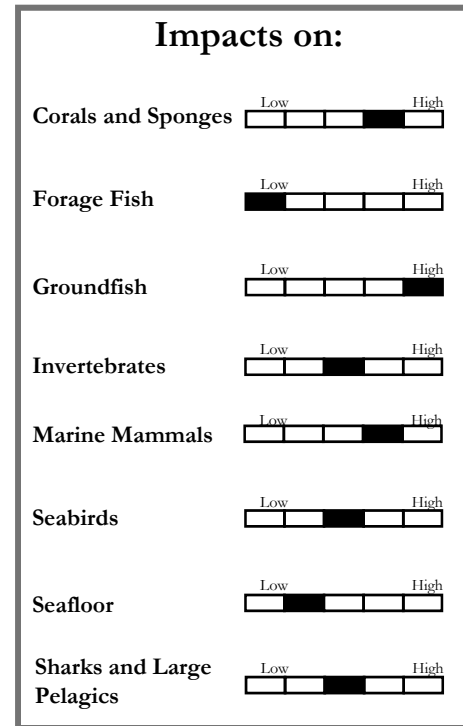 Impacts on:
Low High
Corals and Sponges
Low High
Forage Fish
Low High
Groundfish
Low High
Invertebrates
Low High
Marine Mammals
Low High
Seabirds
Low High
Seafloor
Low High
Sharks and Large
Pelagics